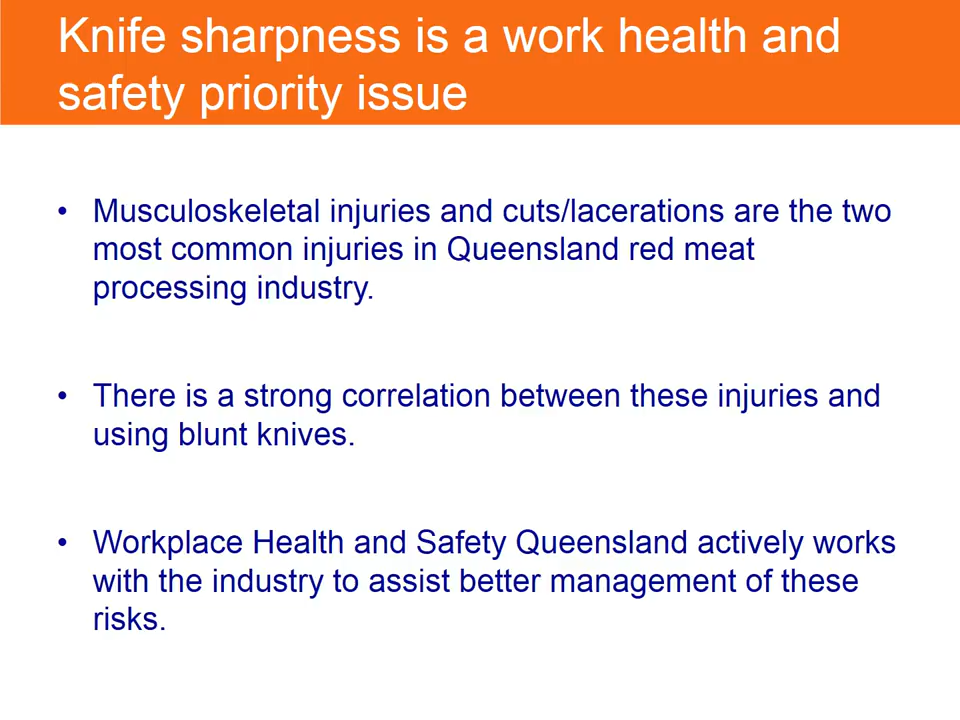 Knife sharpness is a work health and
safety priority issue
• Musculoskeletal injuries and cuts/lacerations are the two
most common injuries in Queensland red meat
processing industry.
• There is a strong correlation between these injuries and
using blunt knives.
• Workplace Health and Safety Queensland actively works
with the industry to assist better management of these
risks.